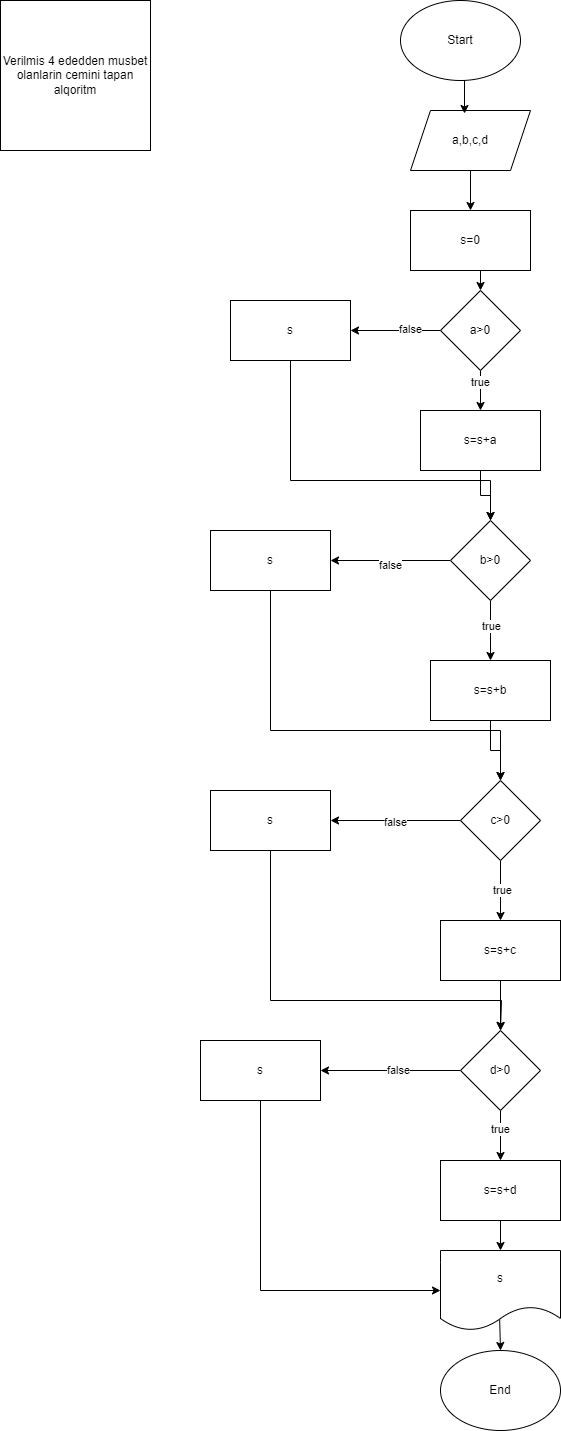 Verilmis 4 ededden musbet
olanlarin cemini tapan
alqoritm
Start
a,b,c,d
s=0
a>0
false
s
true
s=s+a
b>0
false
s
true
s=s+b
c>0
false
s
true
s=s+c
d>0
false
s
true
s=s+d
s
End